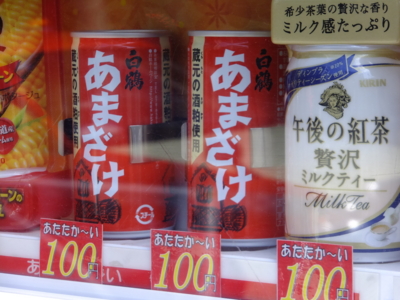 希少茶葉の贅沢な香り
ミルク感たっぷり
白鶴
あまざけ
蔵元の酒粕使用
白鶴
あまざけ
蔵元の酒粕使用
KIRIN
午後の紅茶
贅沢
ミルクティー
Milk Tea
あたたか〜い
100
あたたか〜い
100
あたたか〜い
100